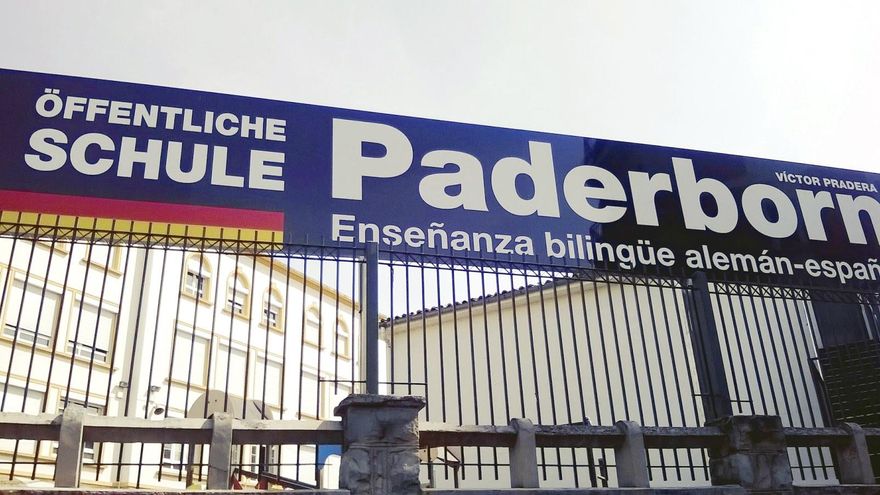 ÖFFENTLICHE
SCHULE
Paderborn
VÍCTOR PRADERA
Enseñanza bilingüe alemán-españ